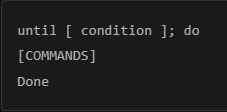 until [ condition ]; do
[COMMANDS]
Done